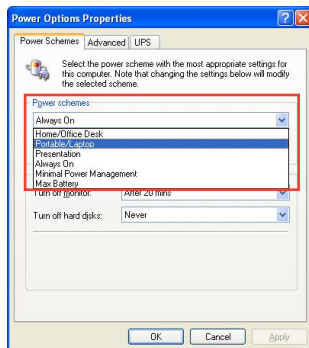 Power Options Properties
Power Schemes Advanced UPS
Select the power scheme with the most appropriate settings for
this computer. Note that changing the settings below will modify
the selected scheme.
Power schemes
Always On
Home/Office Desk
Portable/Laptop
Presentation
Always On
Minimal Power Management
Max Battery
Turn off monitor: After 20 mins
Turn off hard disks: Never
OK Cancel Apply